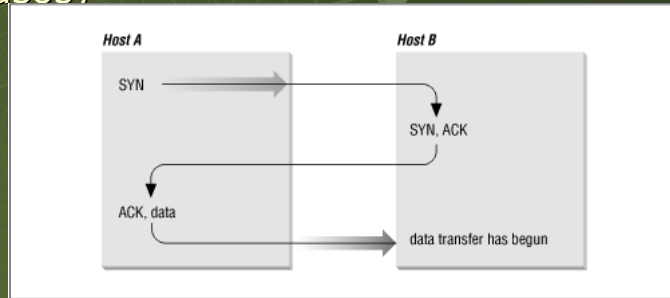 Host A
Host B
SYN
SYN, ACK
ACK, data
data transfer has begun